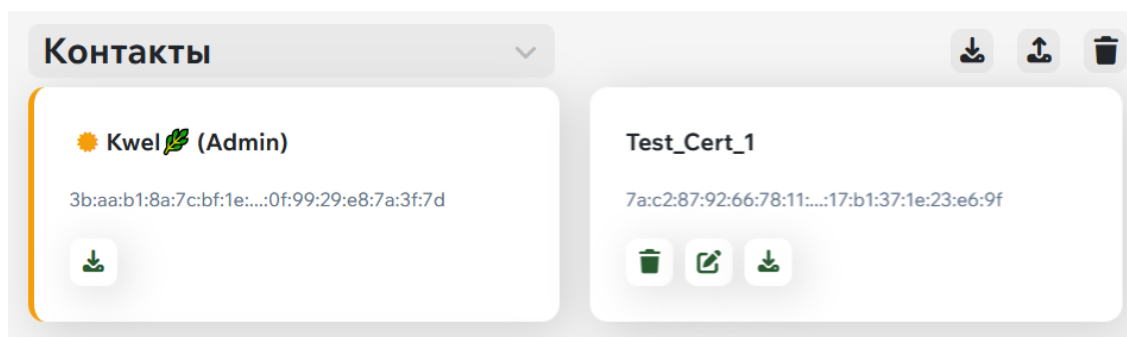 Контакты
Kwel🌿 (Admin)
3b:aa:b1:8a:7c:bf:1e:...:0f:99:29:e8:7a:3f:7d
Test_Cert_1
7a:c2:87:92:66:78:11:...:17:b1:37:1e:23:e6:9f